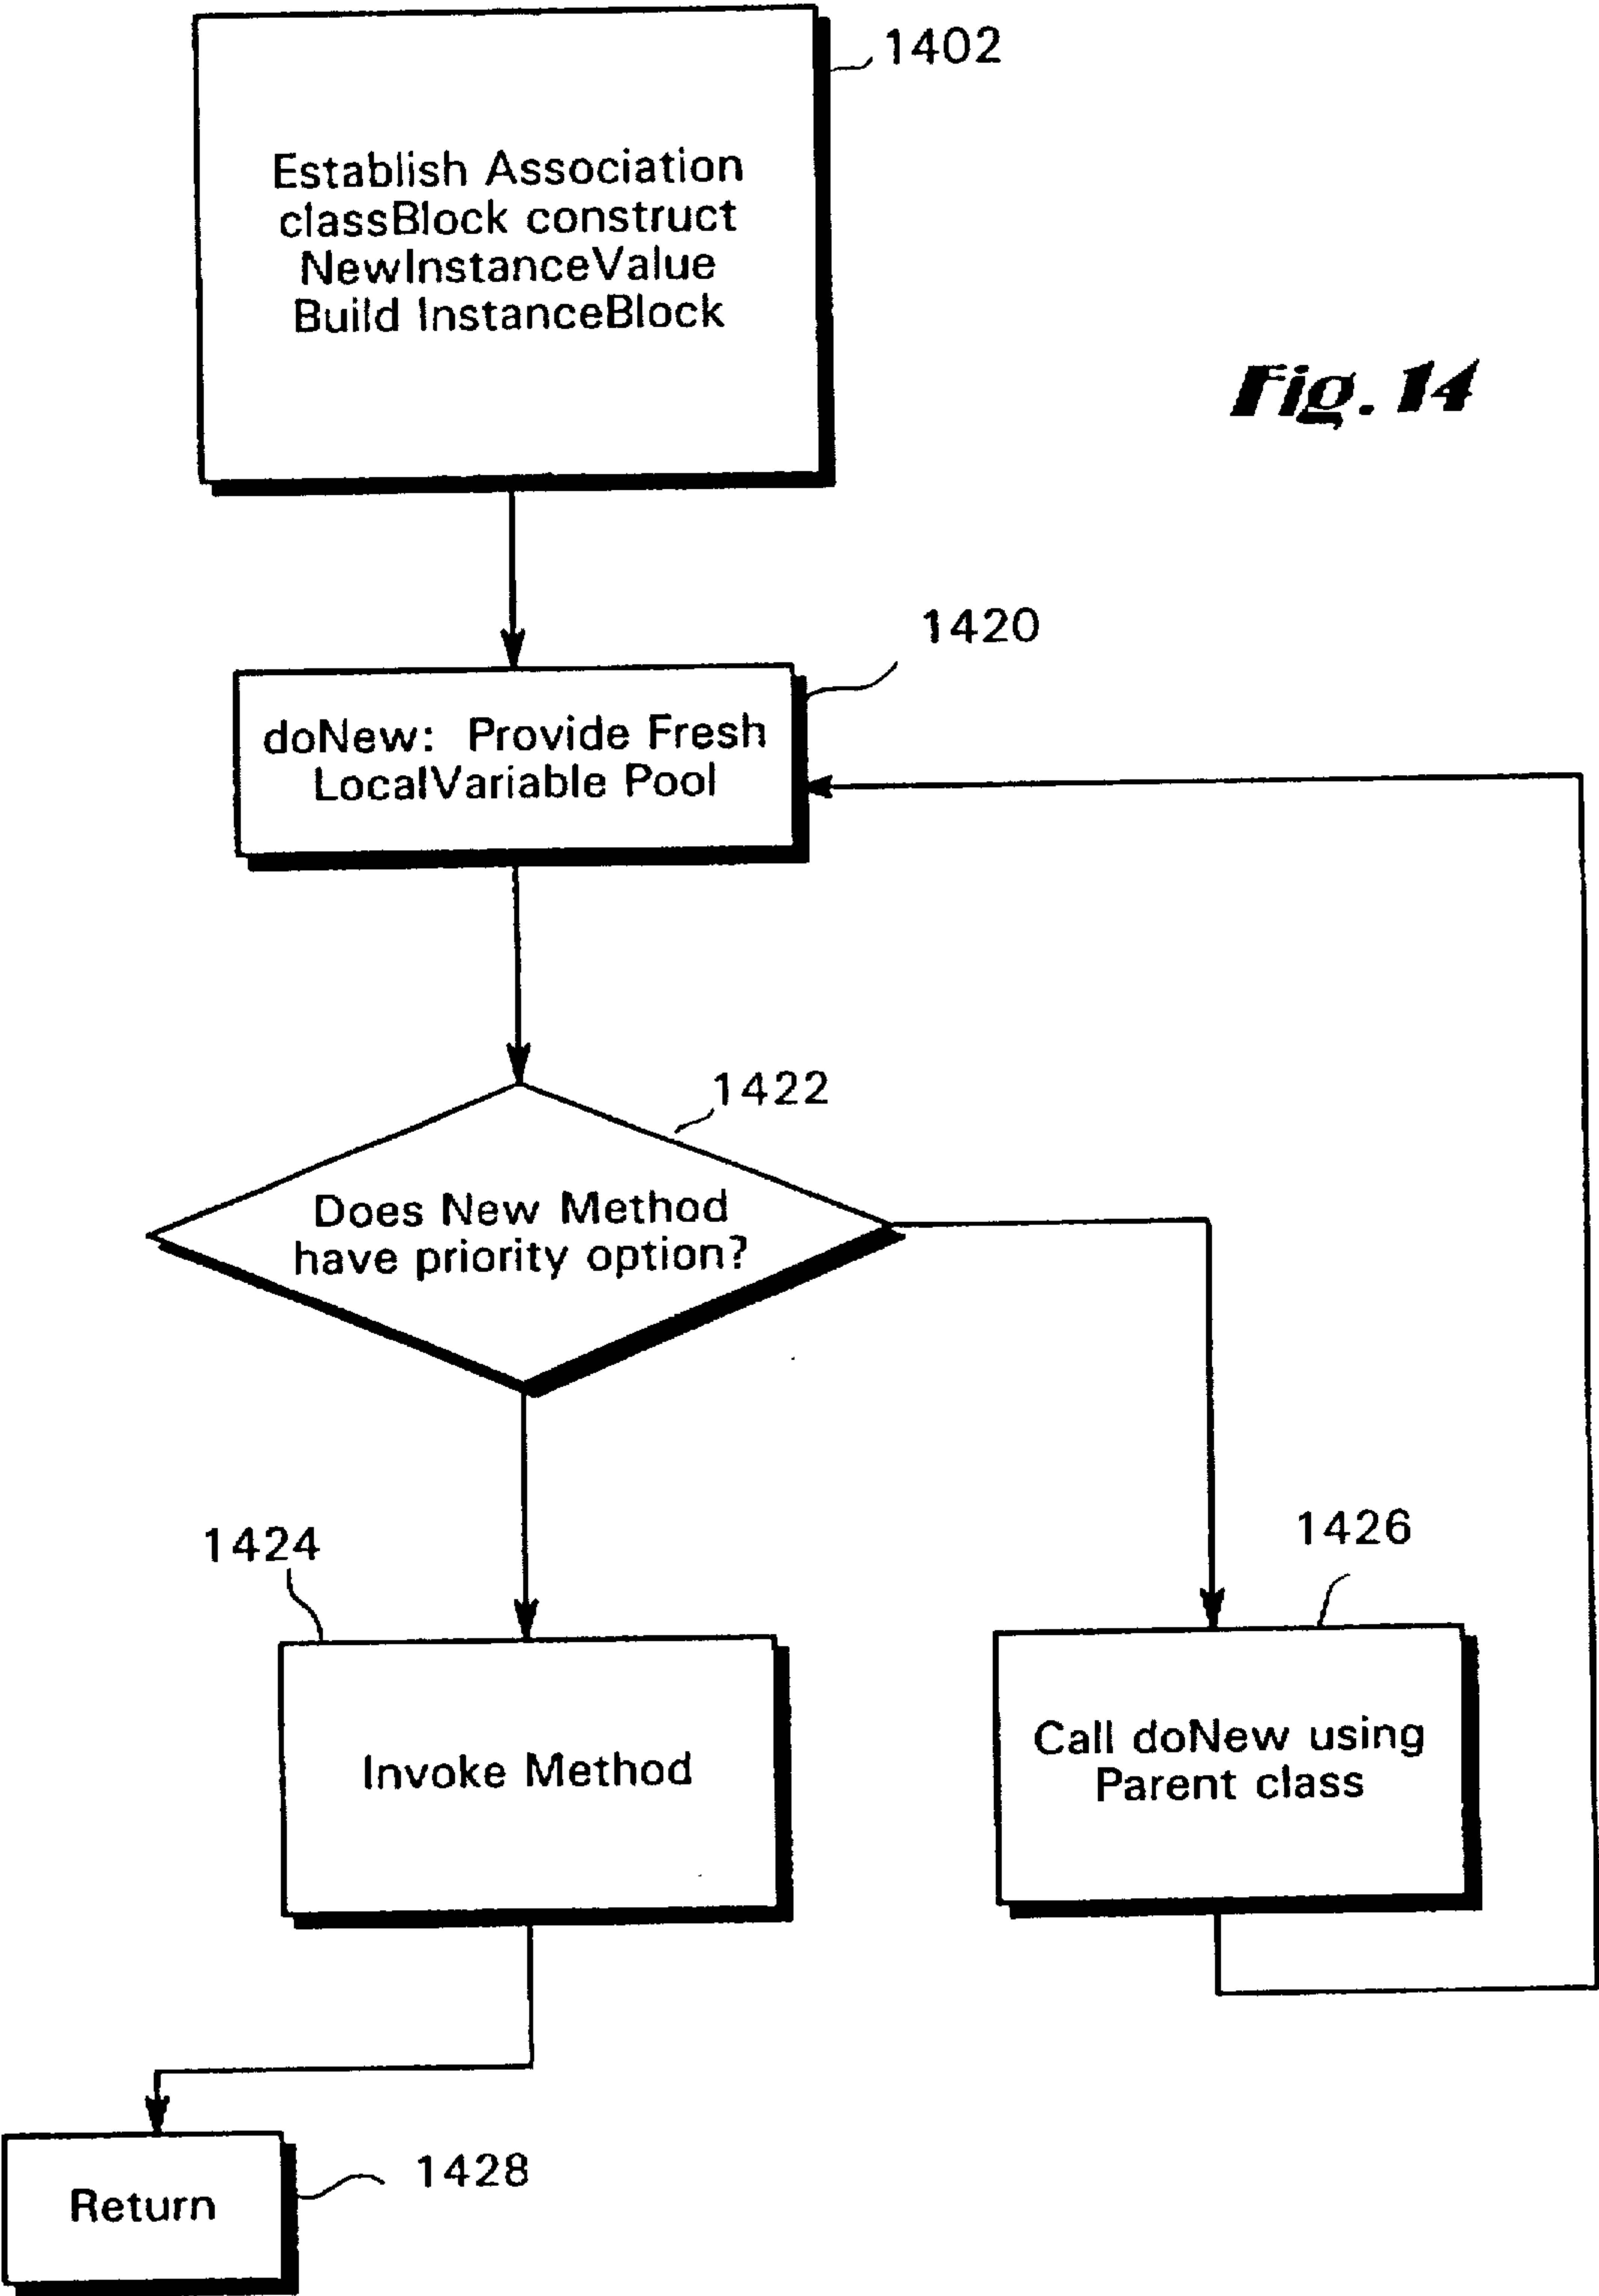 1402
Establish Association
classBlock construct
NewInstanceValue
Build InstanceBlock
Fig. 14
1420
doNew: Provide Fresh
LocalVariable Pool
1422
Does New Method
have priority option?
1424
Invoke Method
1426
Call doNew using
Parent class
1428
Return